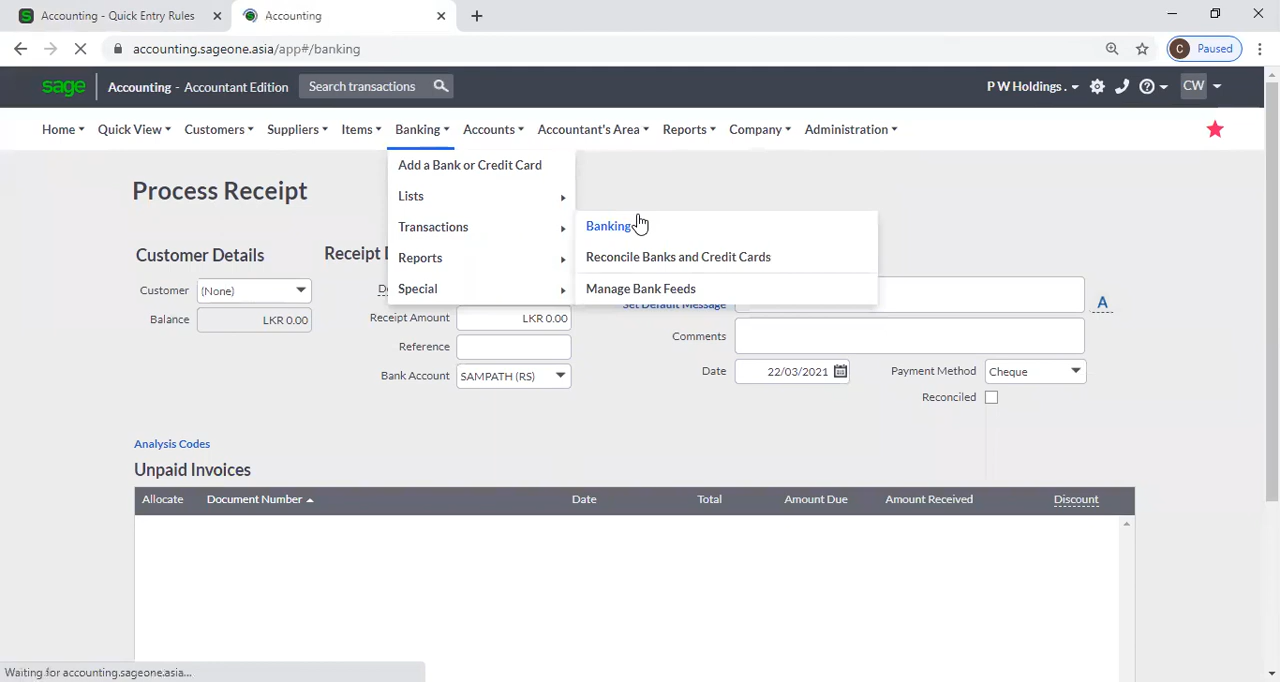 Accounting - Quick Entry Rules
Accounting
accounting.sageone.asia/app#/banking
C Paused
sage Accounting - Accountant Edition Search transactions P W Holdings . CW
Home Quick View Customers Suppliers Items Banking Accounts Accountant's Area Reports Company Administration
Add a Bank or Credit Card
Lists
Transactions
Reports
Special
Banking
Reconcile Banks and Credit Cards
Manage Bank Feeds
Process Receipt
Customer Details
Customer (None)
Balance LKR 0.00
Receipt
Receipt Amount LKR 0.00
Reference
Bank Account SAMPATH (RS)
Set Default Message
A
Comments
Date 22/03/2021 Payment Method Cheque
Reconciled
Analysis Codes
Unpaid Invoices
Allocate Document Number Date Total Amount Due Amount Received Discount
Waiting for accounting.sageone.asia...